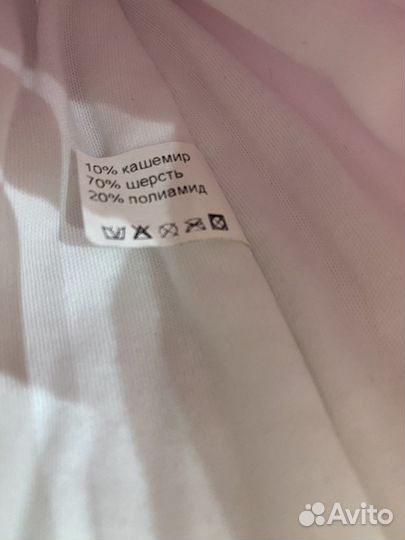 10% кашемир
70% шерсть
20% полиамид
Avito